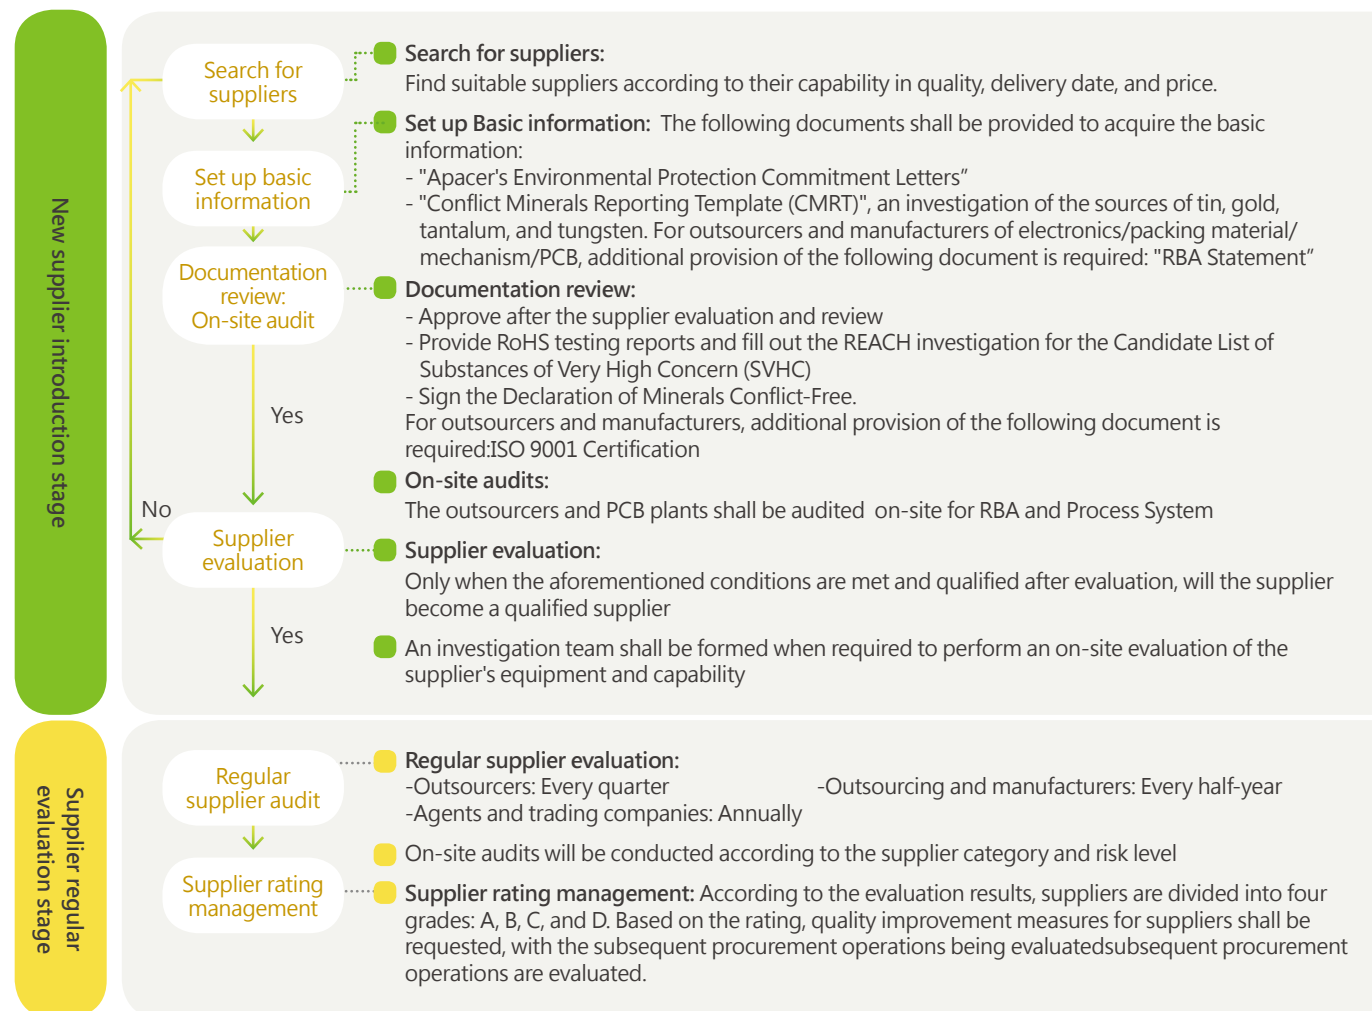 New supplier introduction stage
Search for
suppliers
Set up basic
information
Documentation
review:
On-site audit
Yes
No
Supplier
evaluation
Yes
Search for suppliers:
Find suitable suppliers according to their capability in quality, delivery date, and price.
Set up Basic information: The following documents shall be provided to acquire the basic
information:
- "Apacer's Environmental Protection Commitment Letters”
- "Conflict Minerals Reporting Template (CMRT)", an investigation of the sources of tin, gold,
tantalum, and tungsten. For outsourcers and manufacturers of electronics/packing material/
mechanism/PCB, additional provision of the following document is required: "RBA Statement”
Documentation review:
- Approve after the supplier evaluation and review
- Provide RoHS testing reports and fill out the REACH investigation for the Candidate List of
Substances of Very High Concern (SVHC)
- Sign the Declaration of Minerals Conflict-Free.
For outsourcers and manufacturers, additional provision of the following document is
required:ISO 9001 Certification
On-site audits:
The outsourcers and PCB plants shall be audited on-site for RBA and Process System
Supplier evaluation:
Only when the aforementioned conditions are met and qualified after evaluation, will the supplier
become a qualified supplier
An investigation team shall be formed when required to perform an on-site evaluation of the
supplier's equipment and capability
Supplier regular
evaluation stage
Regular
supplier audit
Supplier rating
management
Regular supplier evaluation:
-Outsourcers: Every quarter -Outsourcing and manufacturers: Every half-year
-Agents and trading companies: Annually
On-site audits will be conducted according to the supplier category and risk level
Supplier rating management: According to the evaluation results, suppliers are divided into four
grades: A, B, C, and D. Based on the rating, quality improvement measures for suppliers shall be
requested, with the subsequent procurement operations being evaluatedsubsequent procurement
operations are evaluated.